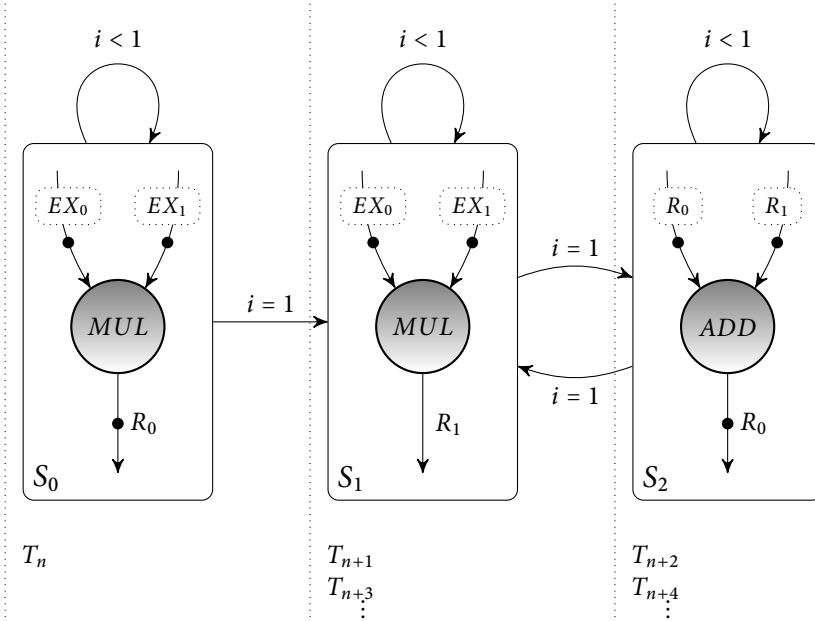 i < 1
i < 1
i < 1
EX₀ EX₁
EX₀ EX₁
R₀ R₁
MUL
MUL
ADD
i = 1
i = 1
i = 1
R₀
R₁
R₀
S₀
S₁
S₂
Tₙ
Tₙ₊₁
Tₙ₊₂
Tₙ₊₃
Tₙ₊₄
⋮
⋮